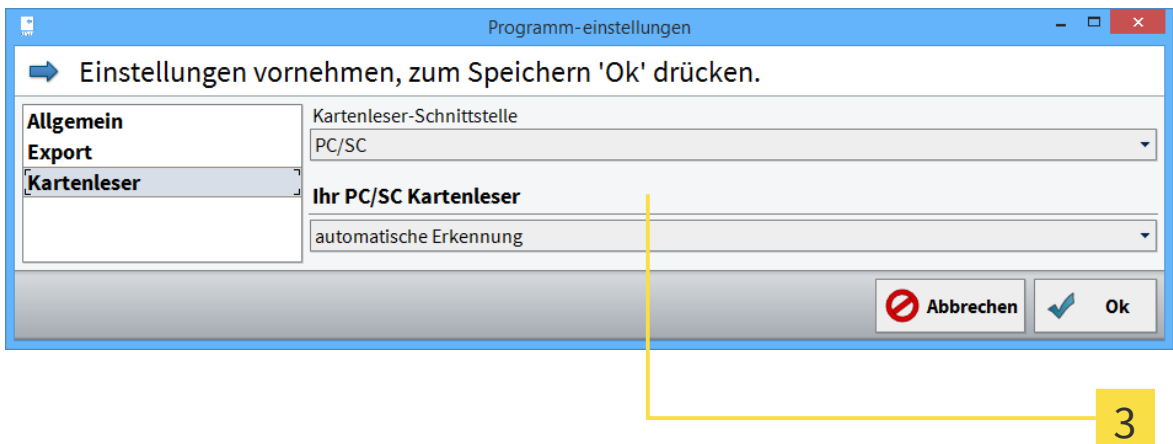 Programm-einstellungen
Einstellungen vornehmen, zum Speichern 'Ok' drücken.
Allgemein
Export
Kartenleser
Kartenleser-Schnittstelle
PC/SC
Ihr PC/SC Kartenleser
automatische Erkennung
Abbrechen
Ok
3